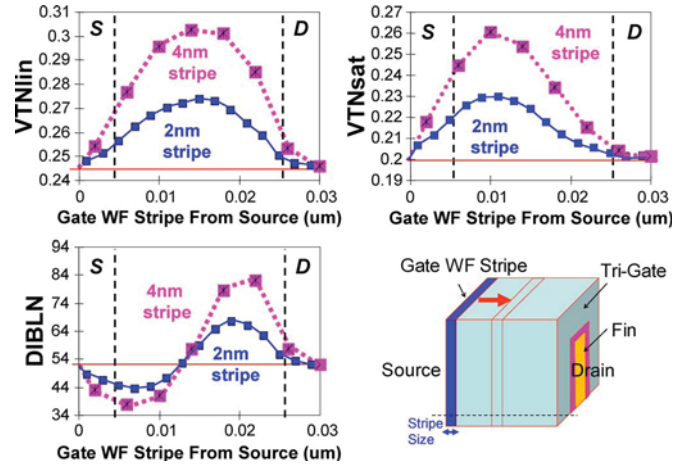 VTNlin
0.31
0.3
0.29
0.28
0.27
0.26
0.25
0.24
S
D
4nm
stripe
2nm
stripe
0
0.01
0.02
0.03
Gate WF Stripe From Source (um)
VTNsat
0.27
0.26
0.25
0.24
0.23
0.22
0.21
0.2
0.19
S
D
4nm
stripe
2nm
stripe
0
0.01
0.02
0.03
Gate WF Stripe From Source (um)
DIBLN
94
84
74
64
54
44
34
S
D
4nm
stripe
2nm
stripe
0
0.01
0.02
0.03
Gate WF Stripe From Source (um)
Gate WF Stripe
Tri-Gate
Fin
Source
Drain
Stripe
Size